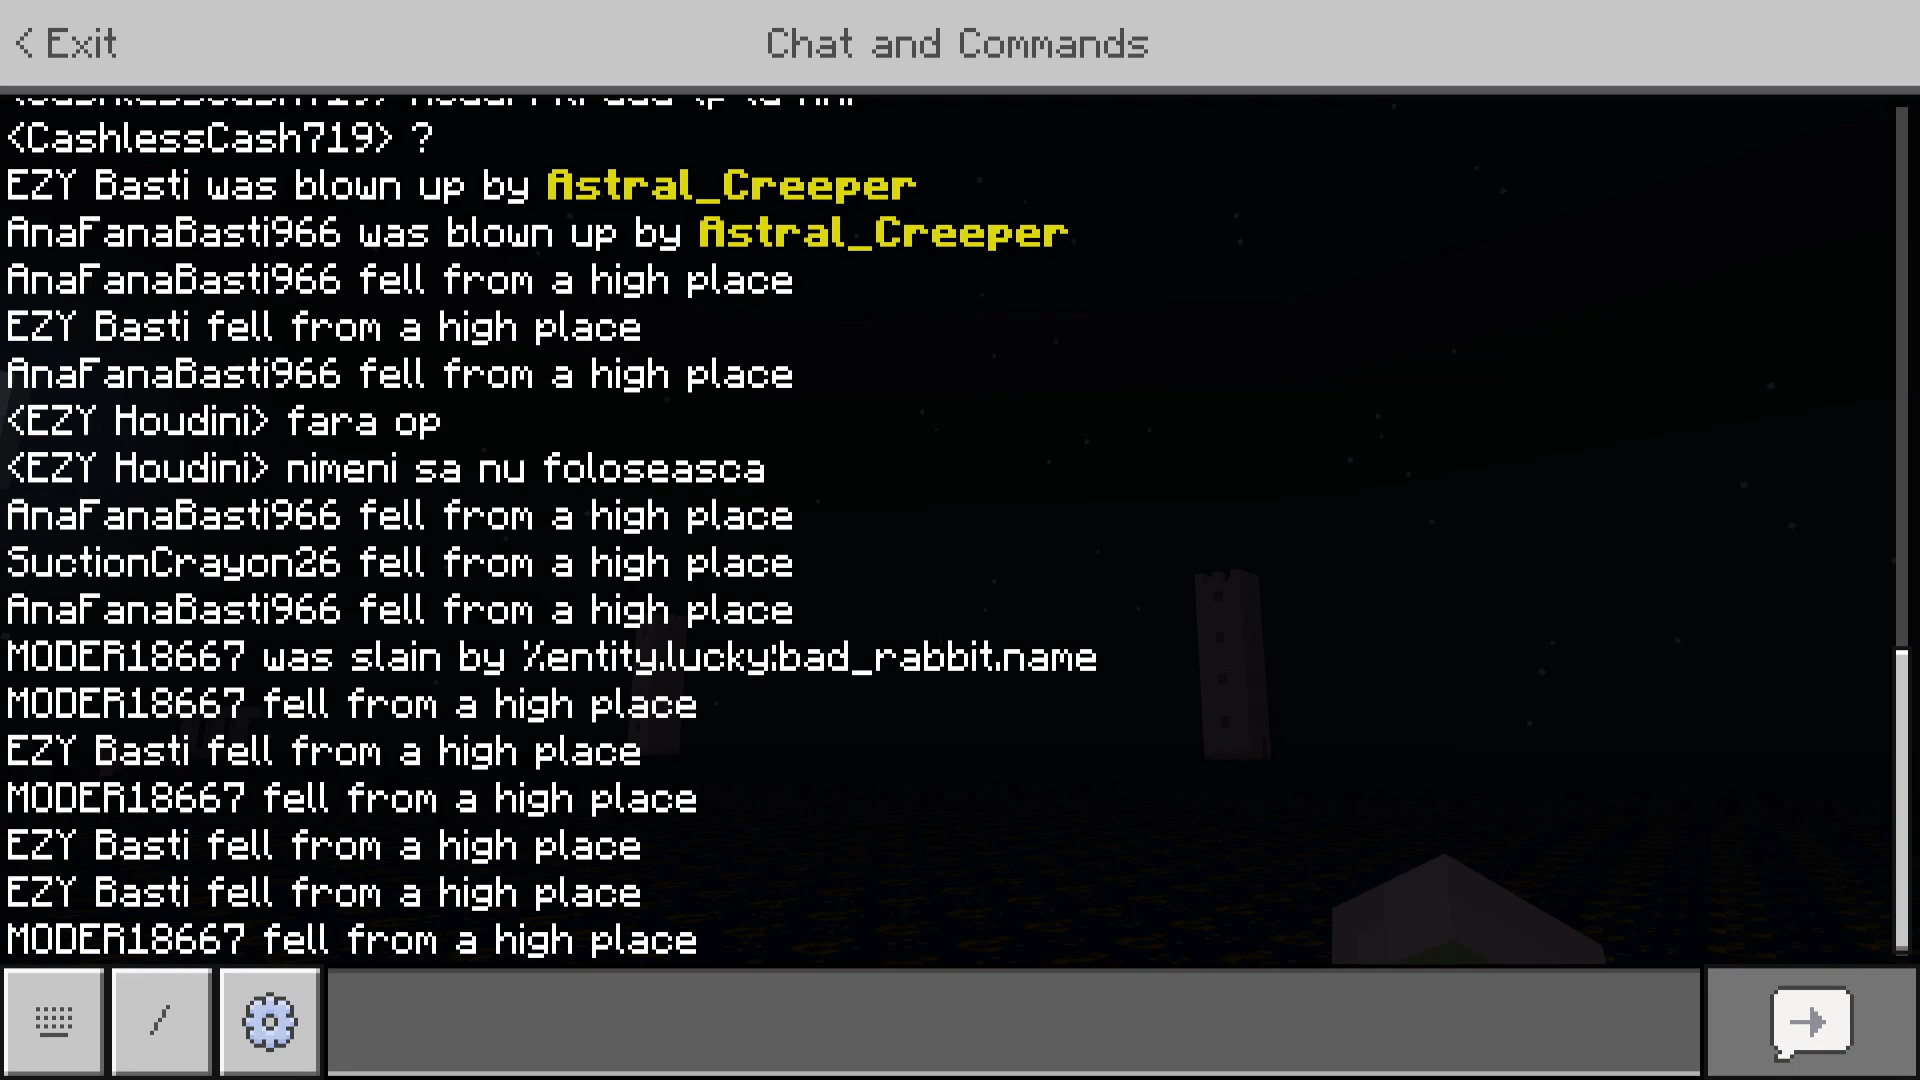 < Exit
Chat and Commands
<CashlessCash719> ?
EZY Basti was blown up by Astral_Creeper
AnaFanaBasti966 was blown up by Astral_Creeper
AnaFanaBasti966 fell from a high place
EZY Basti fell from a high place
AnaFanaBasti966 fell from a high place
<EZY Houdini> fara op
<EZY Houdini> nimeni sa nu foloseasca
AnaFanaBasti966 fell from a high place
SuctionCrayon26 fell from a high place
AnaFanaBasti966 fell from a high place
MODER18667 was slain by %entity.lucky:bad_rabbit.name
MODER18667 fell from a high place
EZY Basti fell from a high place
MODER18667 fell from a high place
EZY Basti fell from a high place
EZY Basti fell from a high place
MODER18667 fell from a high place
/